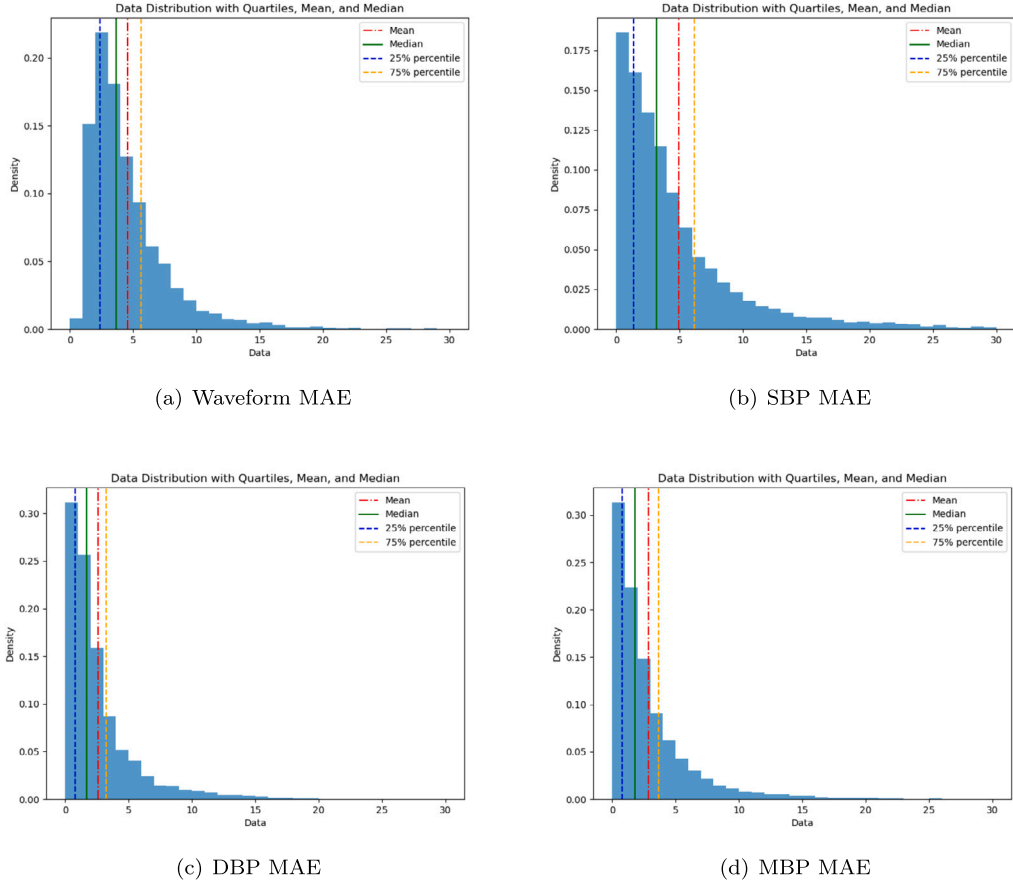 Data Distribution with Quartiles, Mean, and Median
Mean
Median
25% percentile
75% percentile
Density
0.20
0.15
0.10
0.05
0.00
0 5 10 15 20 25 30
Data
(a) Waveform MAE
Data Distribution with Quartiles, Mean, and Median
Mean
Median
25% percentile
75% percentile
Density
0.175
0.150
0.125
0.100
0.075
0.050
0.025
0.000
0 5 10 15 20 25 30
Data
(b) SBP MAE
Data Distribution with Quartiles, Mean, and Median
Mean
Median
25% percentile
75% percentile
Density
0.30
0.25
0.20
0.15
0.10
0.05
0.00
0 5 10 15 20 25 30
Data
(c) DBP MAE
Data Distribution with Quartiles, Mean, and Median
Mean
Median
25% percentile
75% percentile
Density
0.30
0.25
0.20
0.15
0.10
0.05
0.00
0 5 10 15 20 25 30
Data
(d) MBP MAE